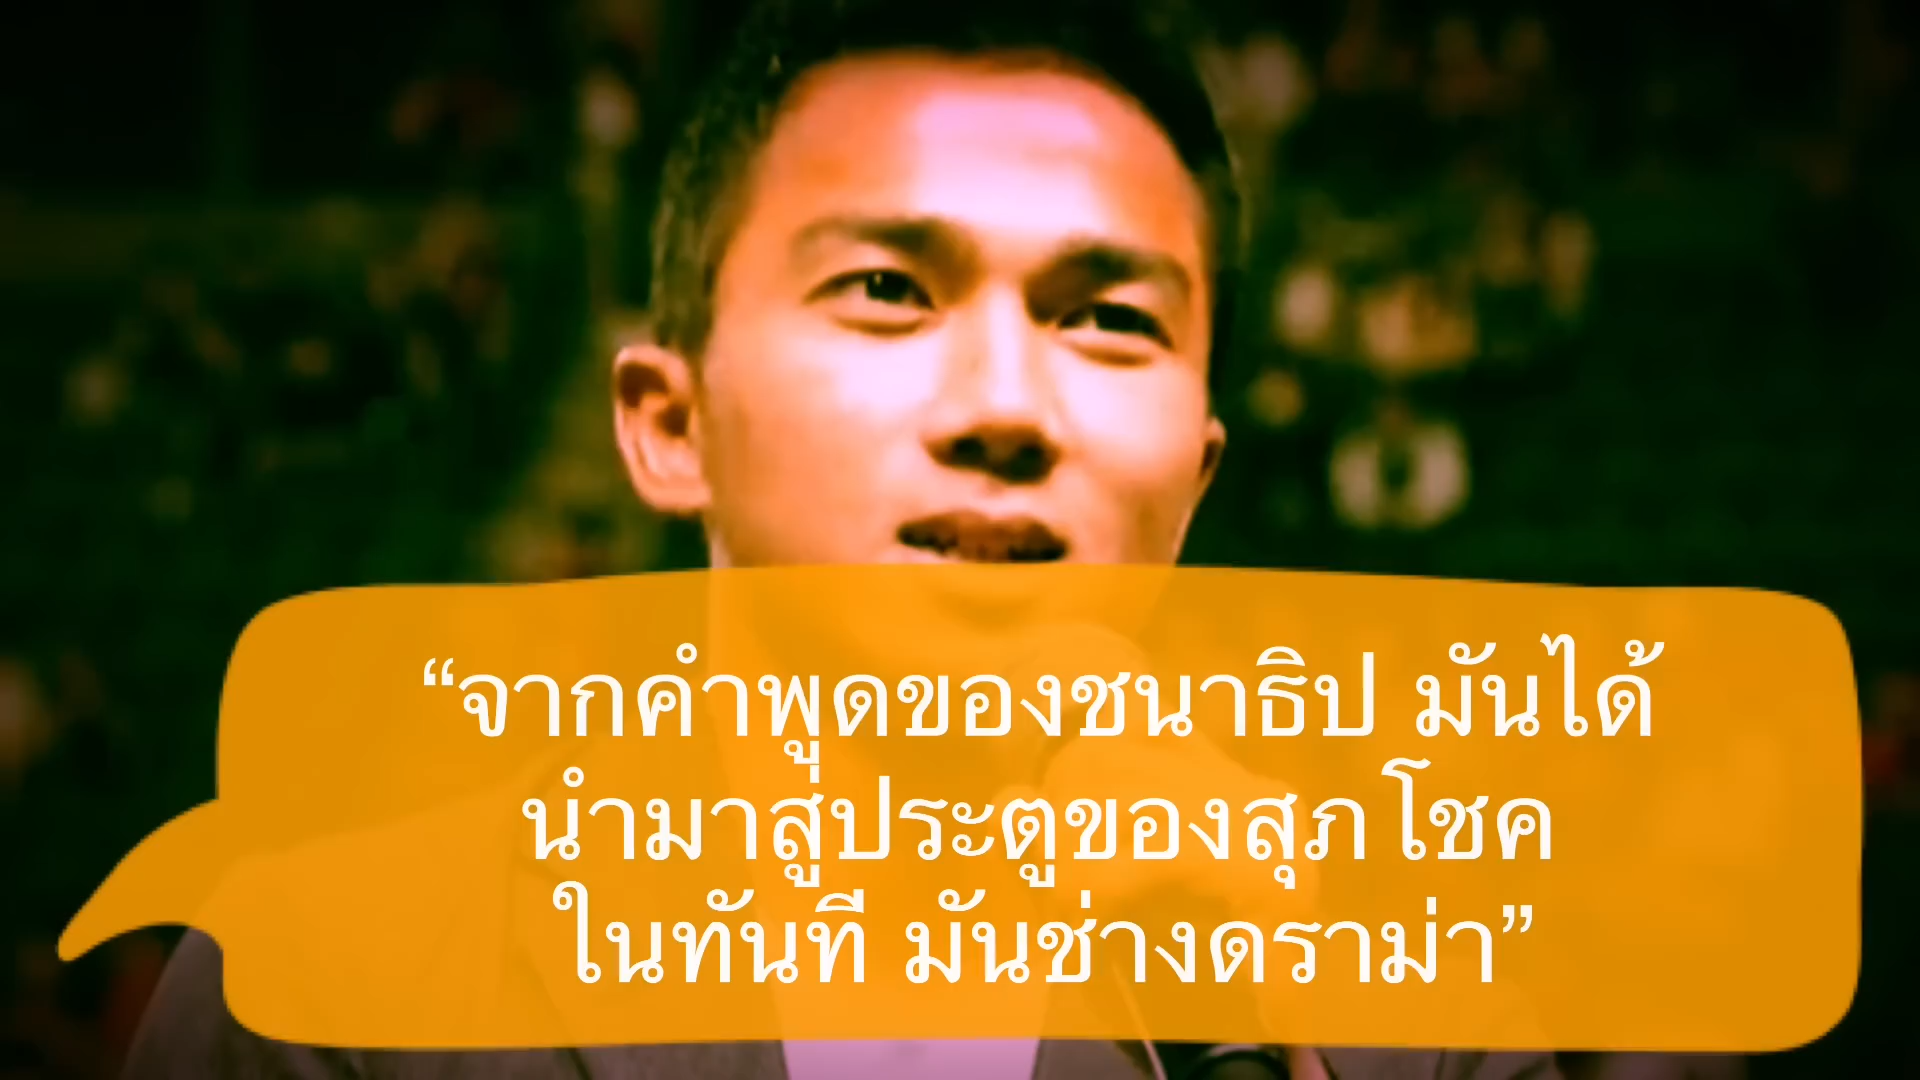 “จากคำพูดของชนาธิป มันได้
นำมาสู่ประตูของสุภโชค
ในทันที มันช่างดราม่า”